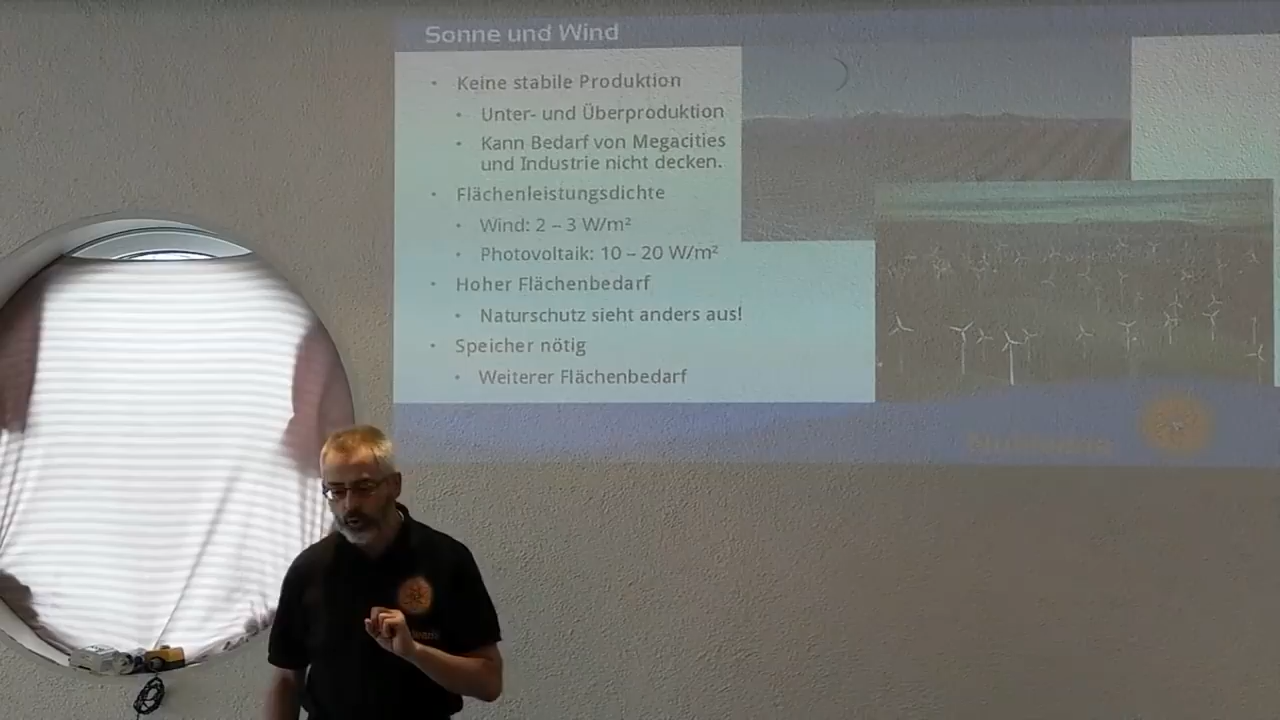 Sonne und Wind
• Keine stabile Produktion
• Unter- und Überproduktion
• Kann Bedarf von Megacities
und Industrie nicht decken.
• Flächenleistungsdichte
• Wind: 2 – 3 W/m²
• Photovoltaik: 10 – 20 W/m²
• Hoher Flächenbedarf
• Naturschutz sieht anders aus!
• Speicher nötig
• Weiterer Flächenbedarf